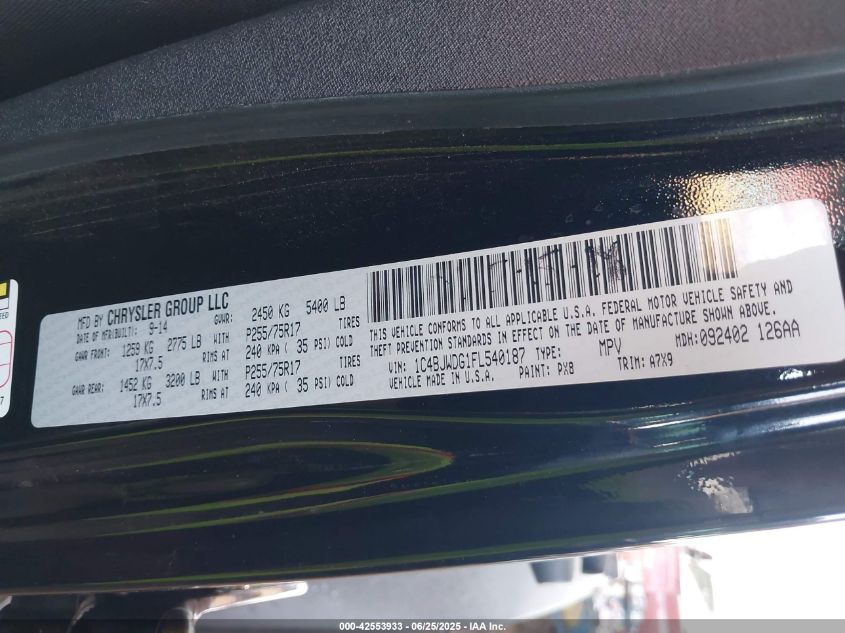 MFD BY CHRYSLER GROUP LLC
DATE OF MFR(BUILT): 9-14 GVWR: 2450 KG 5400 LB
GAWR FRONT: 1259 KG 2775 LB WITH P255/75R17 TIRES
17X7.5 RIMS AT 240 KPA ( 35 PSI) COLD
GAWR REAR: 1452 KG 3200 LB WITH P255/75R17 TIRES
17X7.5 RIMS AT 240 KPA ( 35 PSI) COLD
THIS VEHICLE CONFORMS TO ALL APPLICABLE U.S.A. FEDERAL MOTOR VEHICLE SAFETY AND
THEFT PREVENTION STANDARDS IN EFFECT ON THE DATE OF MANUFACTURE SHOWN ABOVE.
VIN: 1C4BJWDG1FL540187 TYPE: MPV MDH: 092402 126AA
VEHICLE MADE IN U.S.A. PAINT: PX8 TRIM: A7X9
000-42553933 - 06/25/2025 - IAA Inc.